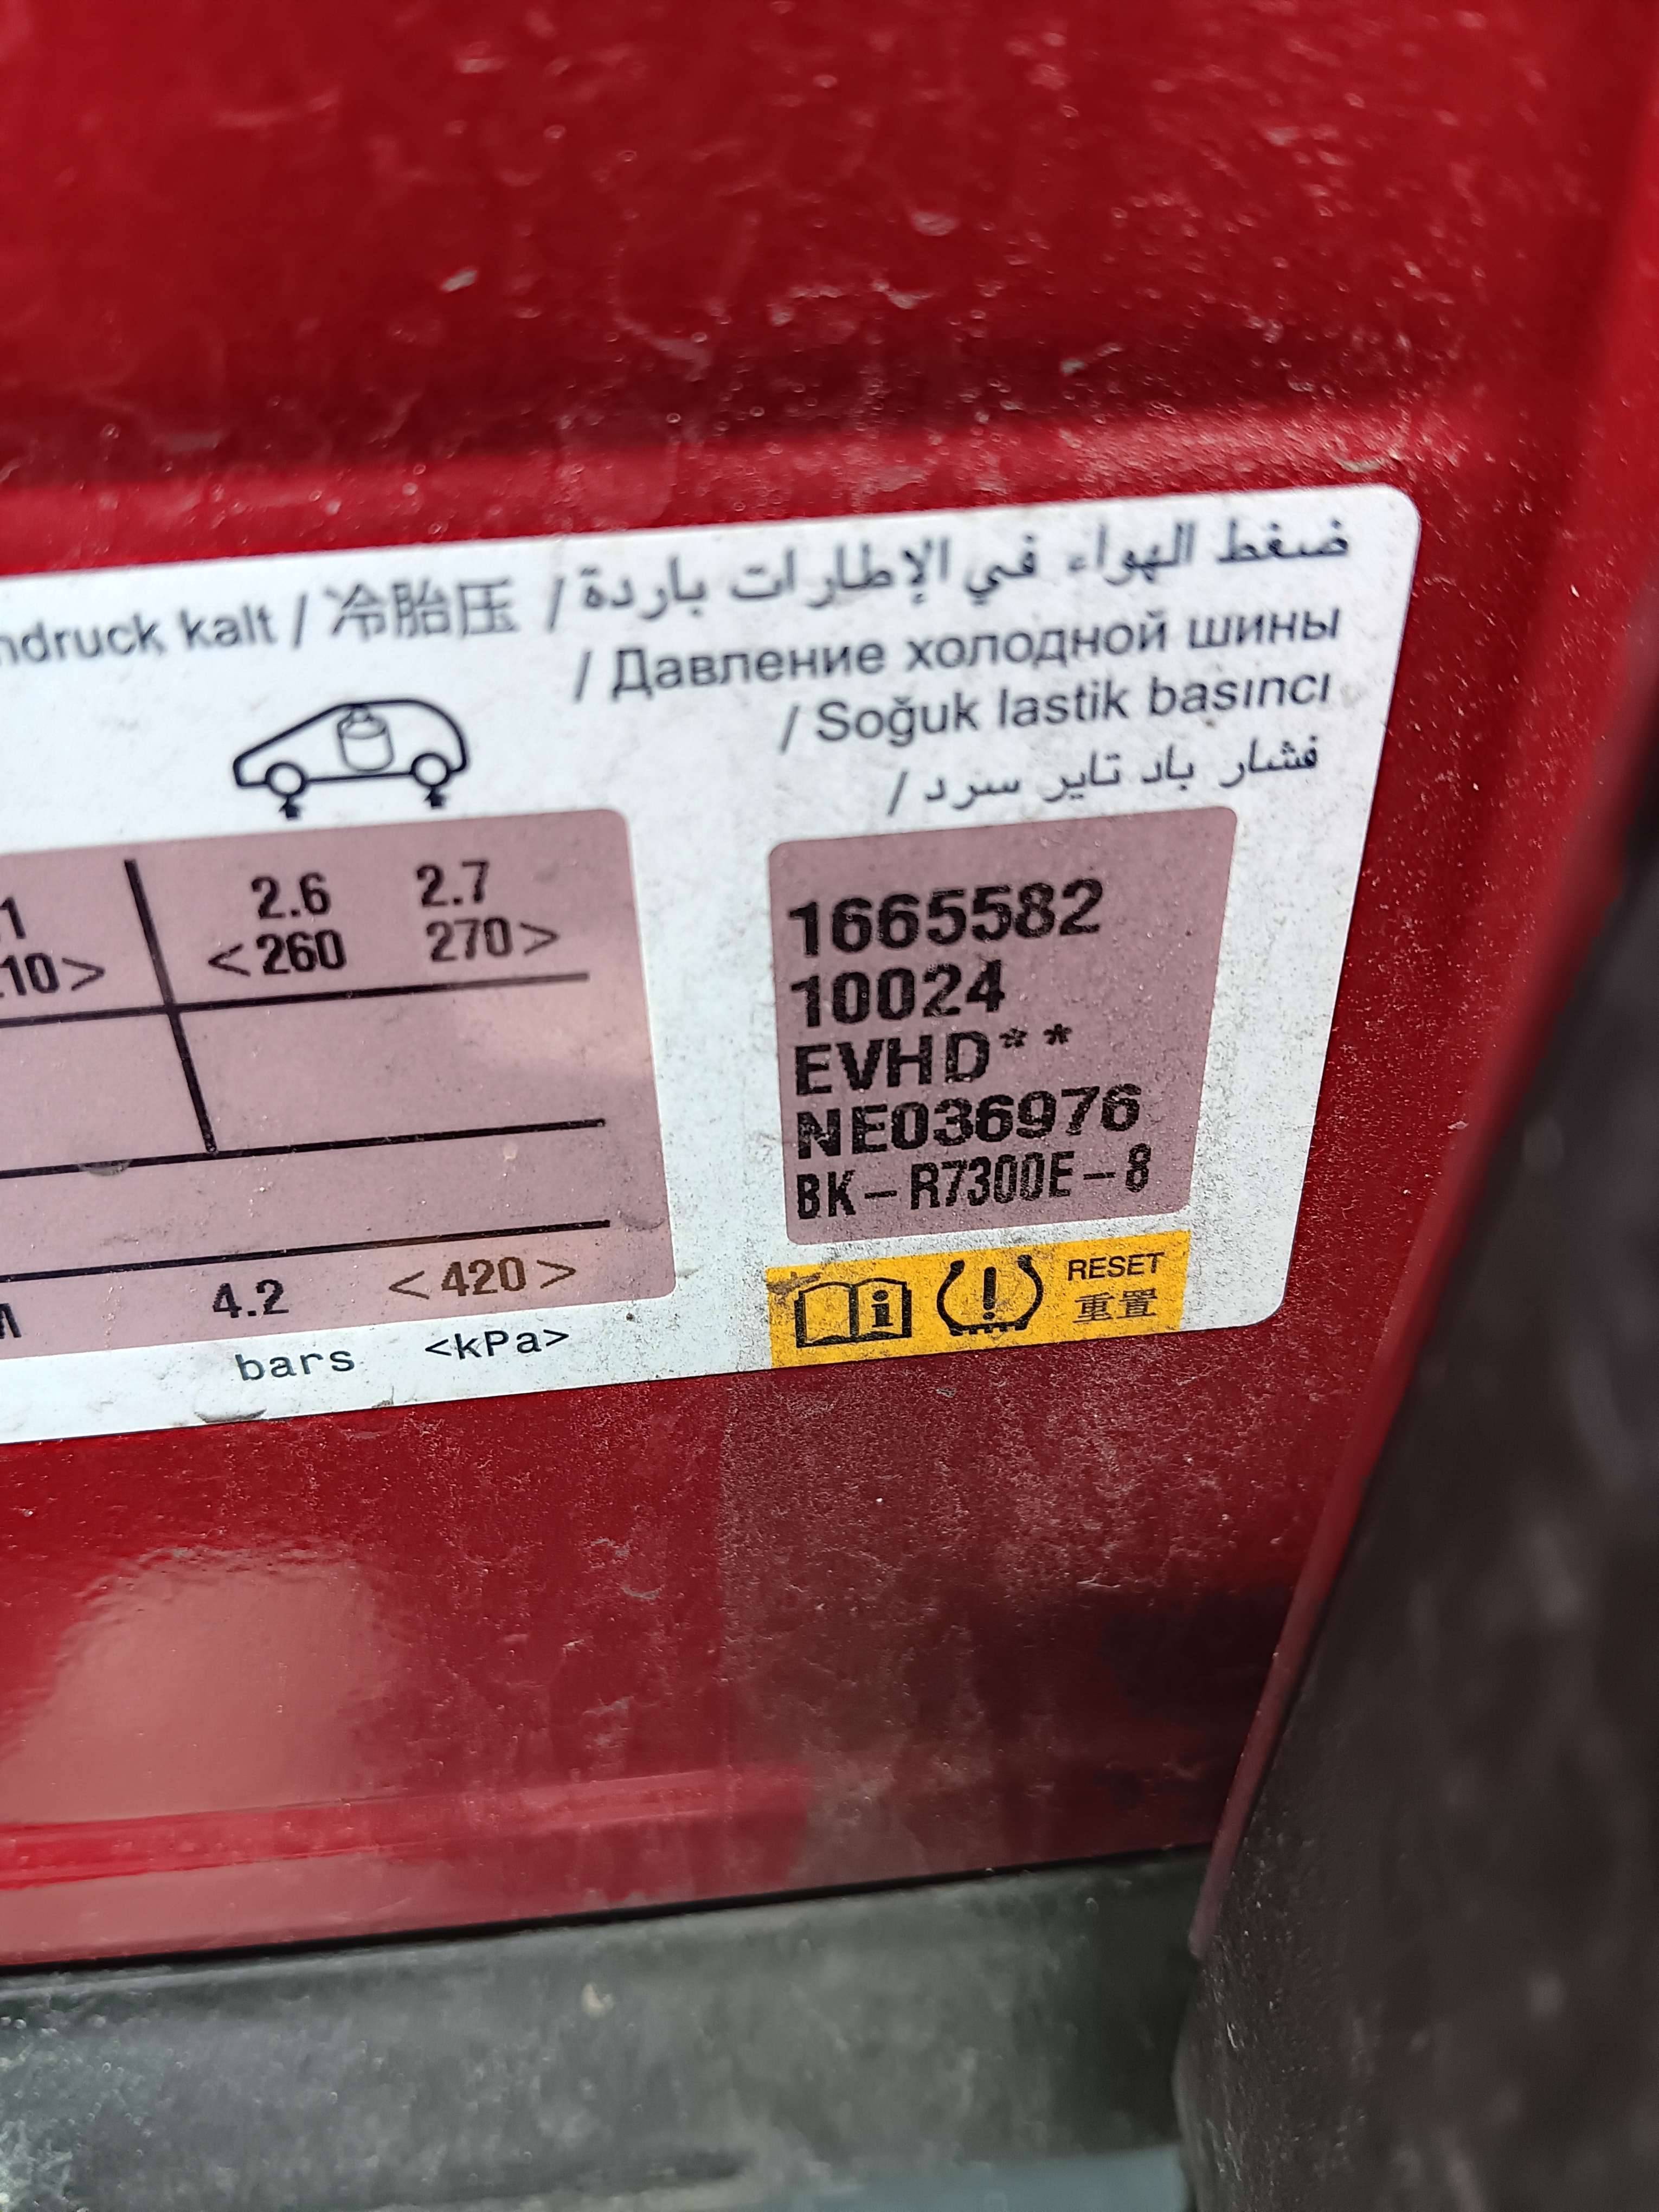 kalt / 冷胎压 / ضغط الهواء في الإطارات باردة
/ Давление холодной шины
/ Soğuk lastik basıncı
/ فشار باد تاير سرد
2.6 2.7
10> <260 270>
4.2 <420>
bars <kPa>
1665582
10024
EVHD**
NE036976
BK-R7300E-8
RESET
重置